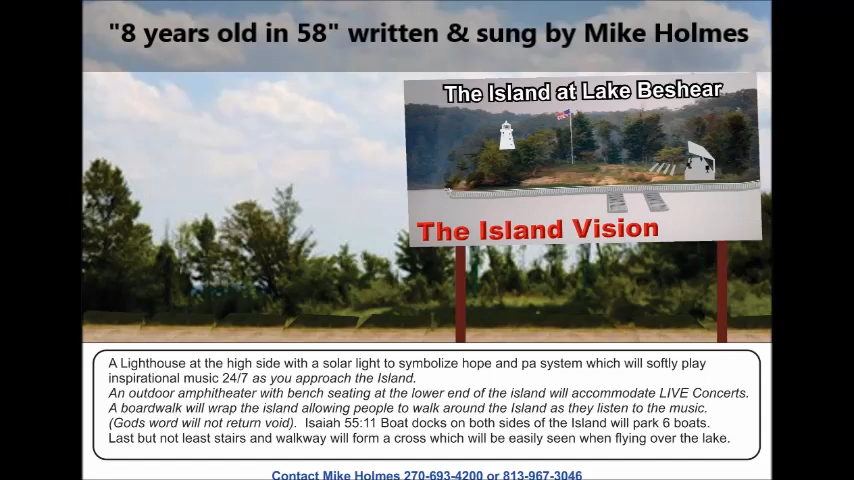 "8 years old in 58" written & sung by Mike Holmes
The Island at Lake Beshear
The Island Vision
A Lighthouse at the high side with a solar light to symbolize hope and pa system which will softly play
inspirational music 24/7 as you approach the Island.
An outdoor amphitheater with bench seating at the lower end of the island will accommodate LIVE Concerts.
A boardwalk will wrap the island allowing people to walk around the Island as they listen to the music.
(Gods word will not return void). Isaiah 55:11 Boat docks on both sides of the Island will park 6 boats.
Last but not least stairs and walkway will form a cross which will be easily seen when flying over the lake.
Contact Mike Holmes 270-693-4200 or 813-967-3046